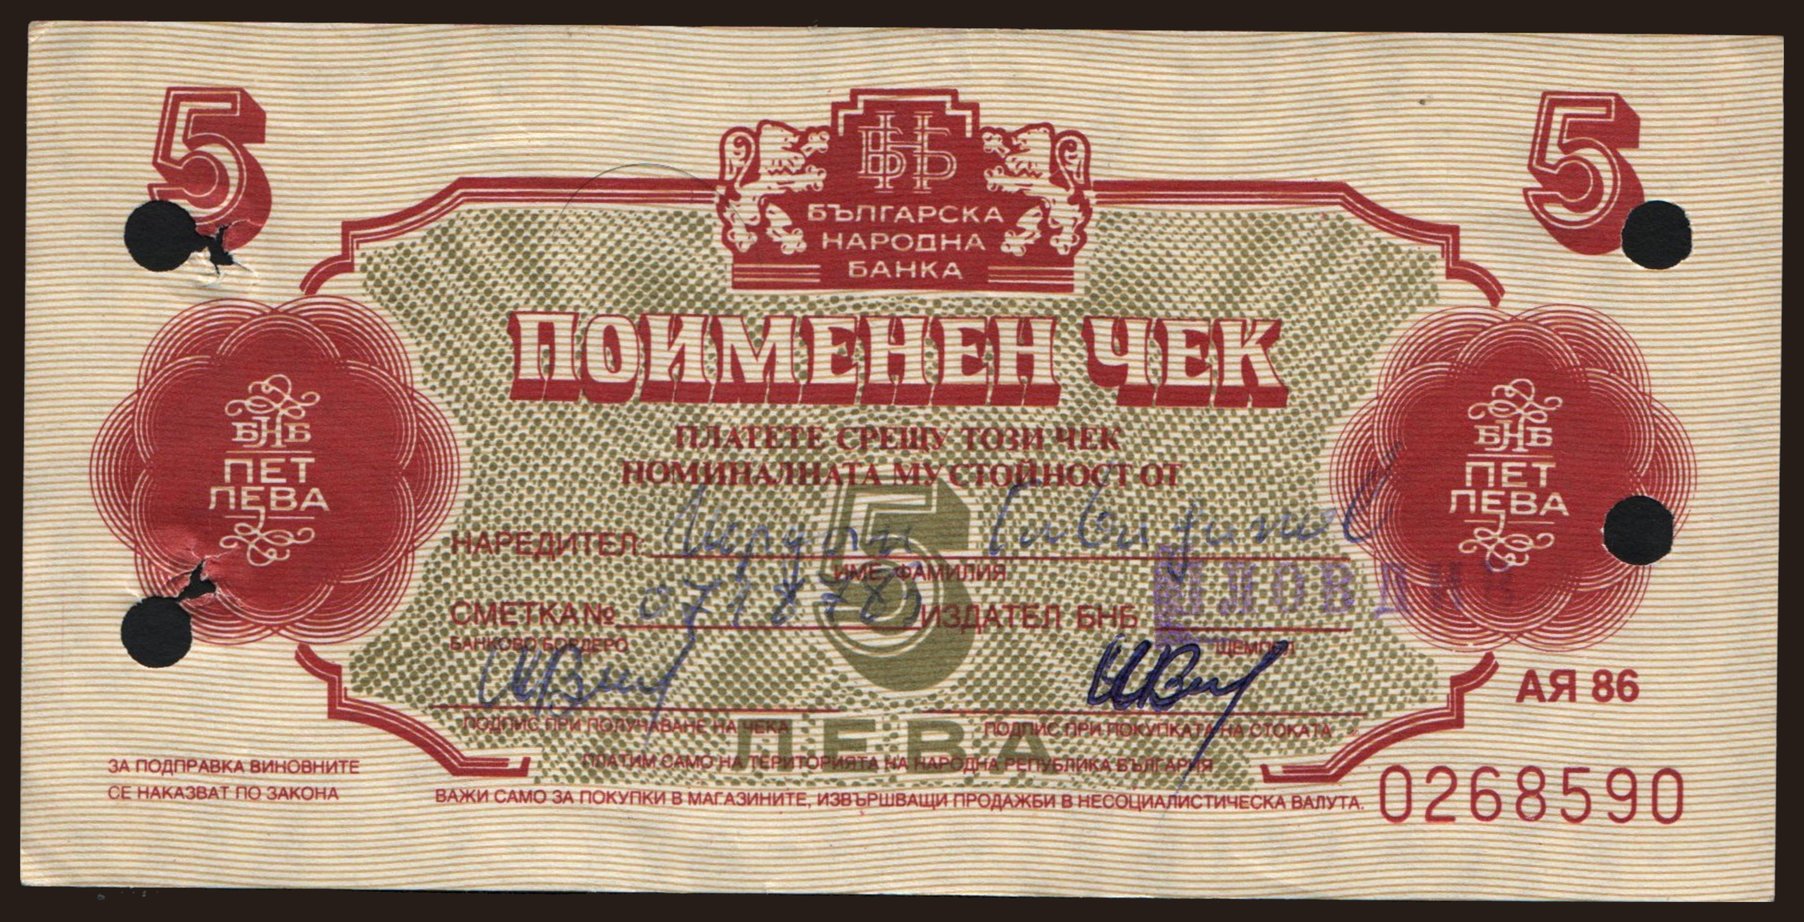 5 5
БНБ
БЪЛГАРСКА
НАРОДНА
БАНКА
ПОИМЕНЕН ЧЕК
ПЛАТЕТЕ СРЕЩУ ТОЗИ ЧЕК
НОМИНАЛНАТА МУ СТОЙНОСТ ОТ
БНБ
ПЕТ
ЛЕВА
БНБ
ПЕТ
ЛЕВА
5
НАРЕДИТЕЛ:
ИМЕ, ФАМИЛИЯ
СМЕТКА № ИЗДАТЕЛ БНБ ПЛОВДИВ
БАНКОВО БОРДЕРО ЩЕМПЕЛ
АЯ 86
ПОДПИС ПРИ ПОЛУЧАВАНЕ НА ЧЕКА ПОДПИС ПРИ ПОКУПКАТА НА СТОКАТА
ЛЕВА
ПЛАТИМ САМО НА ТЕРИТОРИЯТА НА НАРОДНА РЕПУБЛИКА БЪЛГАРИЯ
ЗА ПОДПРАВКА ВИНОВНИТЕ
СЕ НАКАЗВАТ ПО ЗАКОНА
ВАЖИ САМО ЗА ПОКУПКИ В МАГАЗИНИТЕ, ИЗВЪРШВАЩИ ПРОДАЖБИ В НЕСОЦИАЛИСТИЧЕСКА ВАЛУТА.
0268590